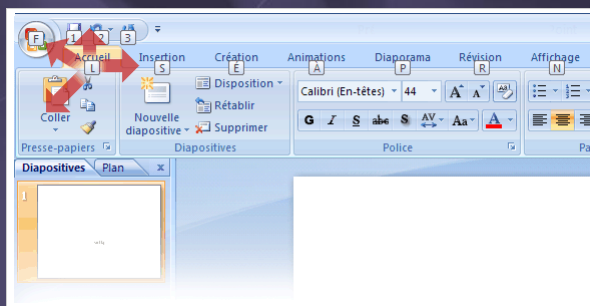 F 1 2 3
Accueil Insertion Création Animations Diaporama Révision Affichage
L S É A P R N
Coller
Nouvelle diapositive
Disposition
Rétablir
Supprimer
Calibri (En-têtes) 44 A A
G I S abc S AV Aa A
Presse-papiers Diapositives Police Pa
Diapositives Plan x
1